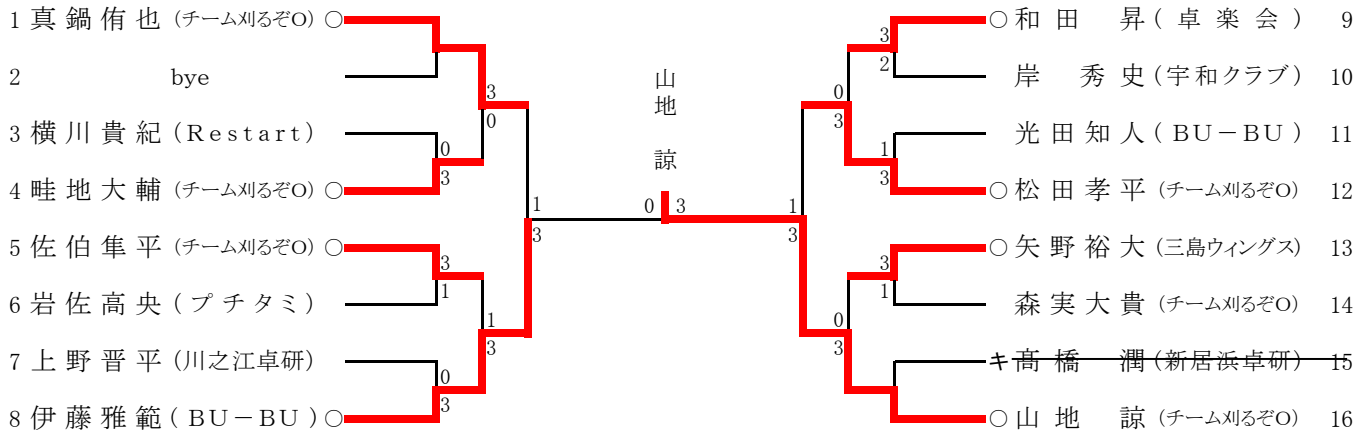 1 真鍋侑也 (チーム刈るぞO) ○
2 bye
3 横川貴紀 (Restart)
4 畦地大輔 (チーム刈るぞO) ○
5 佐伯隼平 (チーム刈るぞO) ○
6 岩佐高央 (プチタミ)
7 上野晋平 (川之江卓研)
8 伊藤雅範 (BU-BU) ○
3
0
0
3
1
3
3
1
1
3
0
3
山地 諒
0 3
○ 和田 昇 (卓楽会) 9
岸 秀史 (宇和クラブ) 10
光田知人 (BU-BU) 11
○ 松田孝平 (チーム刈るぞO) 12
○ 矢野裕大 (三島ウィングス) 13
森実大貴 (チーム刈るぞO) 14
キ 髙橋 潤 (新居浜卓研) 15
○ 山地 諒 (チーム刈るぞO) 16
3
2
0
3
1
3
1
3
3
1
0
3